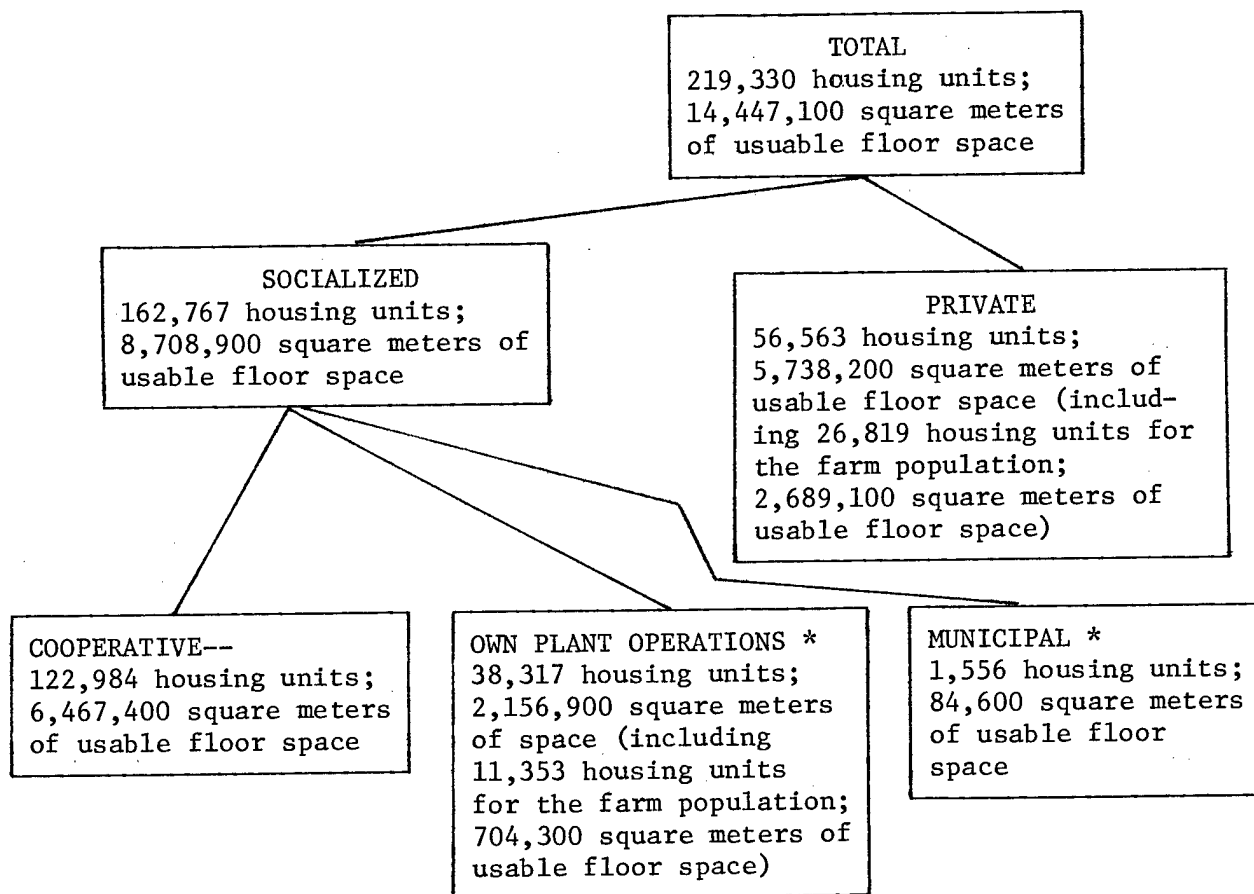 TOTAL
219,330 housing units;
14,447,100 square meters
of usuable floor space
SOCIALIZED
162,767 housing units;
8,708,900 square meters of
usable floor space
PRIVATE
56,563 housing units;
5,738,200 square meters of
usable floor space (includ-
ing 26,819 housing units for
the farm population;
2,689,100 square meters of
usable floor space)
COOPERATIVE--
122,984 housing units;
6,467,400 square meters
of usable floor space
OWN PLANT OPERATIONS *
38,317 housing units;
2,156,900 square meters
of space (including
11,353 housing units
for the farm population;
704,300 square meters of
usable floor space)
MUNICIPAL *
1,556 housing units;
84,600 square meters
of usable floor
space